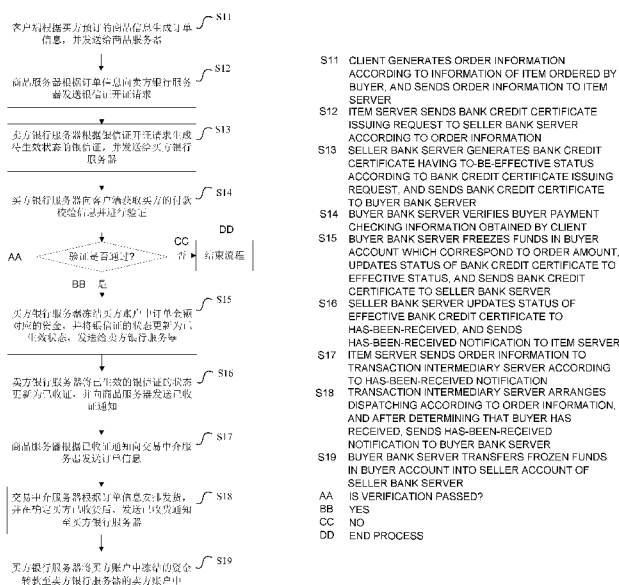 S11
客户端根据买方预订的商品信息生成订单
信息，并发送给商品服务器
S12
商品服务器根据订单信息向卖方银行服务
器发送银信证开证请求
S13
卖方银行服务器根据银信证开证请求生成
待生效状态的银信证，并发送给买方银行
服务器
S14
买方银行服务器向客户端获取买方的付款
校验信息并进行验证
AA
验证是否通过?
CC
否
DD
结束流程
BB 是
S15
买方银行服务器冻结买方账户中订单金额
对应的资金，并将银信证的状态更新为已
生效状态，发送给卖方银行服务器
S16
卖方银行服务器将已生效的银信证的状态
更新为已收证，并向商品服务器发送已收
证通知
S17
商品服务器根据已收证通知向交易中介服
务器发送订单信息
S18
交易中介服务器根据订单信息安排发货，
并在确定买方已收货后，发送已收货通知
至买方银行服务器
S19
买方银行服务器将买方账户中冻结的资金
转款至卖方银行服务器的卖方账户中
S11 CLIENT GENERATES ORDER INFORMATION
ACCORDING TO INFORMATION OF ITEM ORDERED BY
BUYER, AND SENDS ORDER INFORMATION TO ITEM
SERVER
S12 ITEM SERVER SENDS BANK CREDIT CERTIFICATE
ISSUING REQUEST TO SELLER BANK SERVER
ACCORDING TO ORDER INFORMATION
S13 SELLER BANK SERVER GENERATES BANK CREDIT
CERTIFICATE HAVING TO-BE-EFFECTIVE STATUS
ACCORDING TO BANK CREDIT CERTIFICATE ISSUING
REQUEST, AND SENDS BANK CREDIT CERTIFICATE
TO BUYER BANK SERVER
S14 BUYER BANK SERVER VERIFIES BUYER PAYMENT
CHECKING INFORMATION OBTAINED BY CLIENT
S15 BUYER BANK SERVER FREEZES FUNDS IN BUYER
ACCOUNT WHICH CORRESPOND TO ORDER AMOUNT,
UPDATES STATUS OF BANK CREDIT CERTIFICATE TO
EFFECTIVE STATUS, AND SENDS BANK CREDIT
CERTIFICATE TO SELLER BANK SERVER
S16 SELLER BANK SERVER UPDATES STATUS OF
EFFECTIVE BANK CREDIT CERTIFICATE TO
HAS-BEEN-RECEIVED, AND SENDS
HAS-BEEN-RECEIVED NOTIFICATION TO ITEM SERVER
S17 ITEM SERVER SENDS ORDER INFORMATION TO
TRANSACTION INTERMEDIARY SERVER ACCORDING
TO HAS-BEEN-RECEIVED NOTIFICATION
S18 TRANSACTION INTERMEDIARY SERVER ARRANGES
DISPATCHING ACCORDING TO ORDER INFORMATION,
AND AFTER DETERMINING THAT BUYER HAS
RECEIVED, SENDS HAS-BEEN-RECEIVED
NOTIFICATION TO BUYER BANK SERVER
S19 BUYER BANK SERVER TRANSFERS FROZEN FUNDS
IN BUYER ACCOUNT INTO SELLER ACCOUNT OF
SELLER BANK SERVER
AA IS VERIFICATION PASSED?
BB YES
CC NO
DD END PROCESS